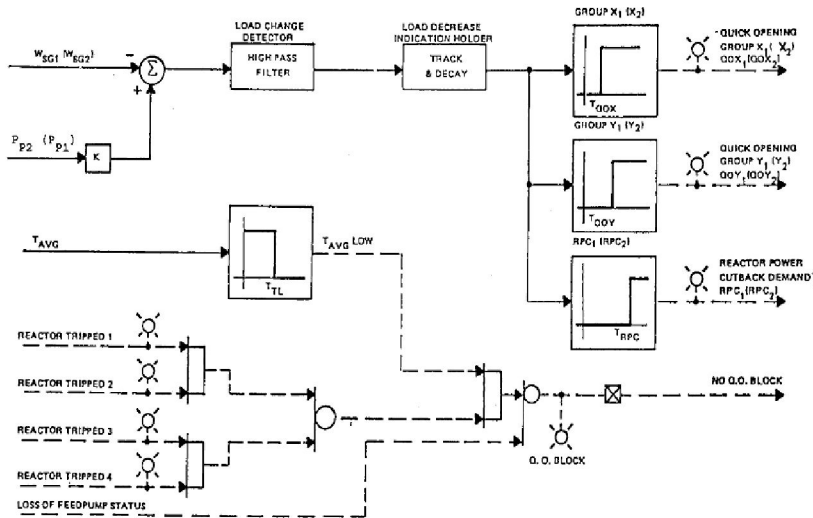 GROUP X₁ (X₂)
LOAD CHANGE
DETECTOR
LOAD DECREASE
INDICATION HOLDER
W_SG1 (W_SG2)
−
Σ
+
HIGH PASS
FILTER
TRACK
& DECAY
T_QOX
QUICK OPENING
GROUP X₁ ( X₂)
QOX₁(QOX₂)
P_P2 (P_P1)
K
GROUP Y₁ (Y₂)
T_QOY
QUICK OPENING
GROUP Y₁ (Y₂)
QOY₁(QOY₂)
T_AVG
T_TL
T_AVG LOW
RPC₁ (RPC₂)
T_RPC
REACTOR POWER
CUTBACK DEMAND
RPC₁(RPC₂)
REACTOR TRIPPED 1
REACTOR TRIPPED 2
REACTOR TRIPPED 3
REACTOR TRIPPED 4
LOSS OF FEEDPUMP STATUS
NO Q.O. BLOCK
Q.O. BLOCK